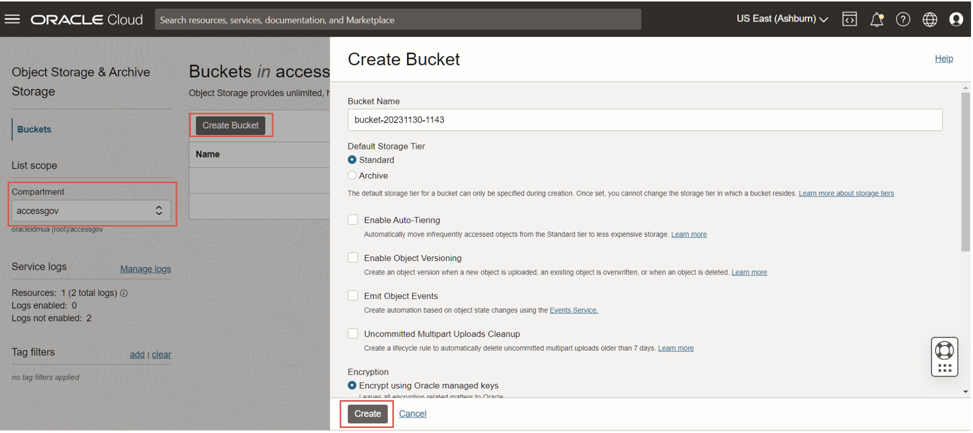 ORACLE Cloud
Search resources, services, documentation, and Marketplace
US East (Ashburn)
Object Storage & Archive
Storage
Buckets
List scope
Compartment
accessgov
oracleidmua (root)/accessgov
Service logs
Manage logs
Resources: 1 (2 total logs)
Logs enabled: 0
Logs not enabled: 2
Tag filters
add | clear
no tag filters applied
Buckets in access
Object Storage provides unlimited, h
Create Bucket
Name
Create Bucket
Help
Bucket Name
bucket-20231130-1143
Default Storage Tier
Standard
Archive
The default storage tier for a bucket can only be specified during creation. Once set, you cannot change the storage tier in which a bucket resides. Learn more about storage tiers
Enable Auto-Tiering
Automatically move infrequently accessed objects from the Standard tier to less expensive storage. Learn more
Enable Object Versioning
Create an object version when a new object is uploaded, an existing object is overwritten, or when an object is deleted. Learn more
Emit Object Events
Create automation based on object state changes using the Events Service.
Uncommitted Multipart Uploads Cleanup
Create a lifecycle rule to automatically delete uncommitted multipart uploads older than 7 days. Learn more
Encryption
Encrypt using Oracle managed keys
Leaves all encryption related matters to Oracle
Create
Cancel